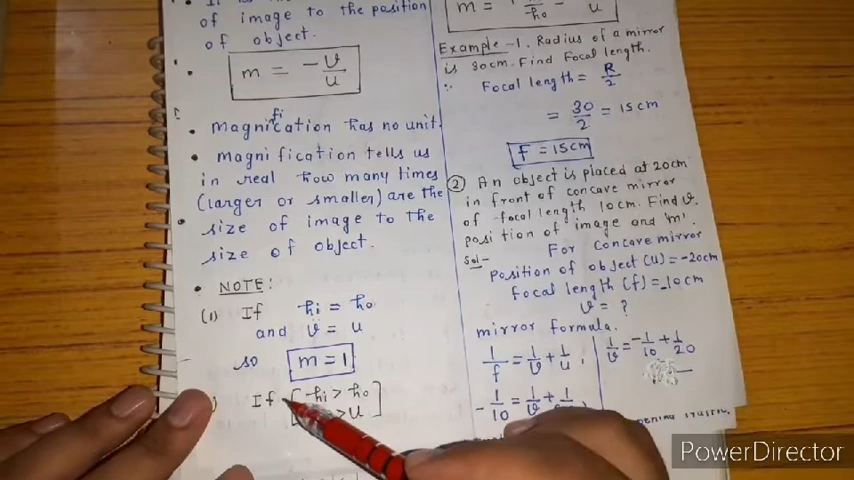 of image to the position
of object.
m = -v/u
• Magnification has no unit.
• magnification tells us
in real how many times
(larger or smaller) are the
size of image to the
size of object.
• NOTE:
(1) If hi = ho
and v = u
so m = 1
If hi > ho
>u
m =
ho
u
Example-1. Radius of a mirror
is 30cm. Find Focal length.
∵ Focal length = R/2
= 30/2 = 15cm
f = 15cm
② An object is placed at 20cm
in front of concave mirror
of focal length 10cm. Find v.
position of image and 'm'.
Sol- For concave mirror
position of object (u) = -20cm
focal length (f) = -10cm
v = ?
mirror formula.
1/f = 1/v + 1/u,
-1/10 = 1/v + 1/
1/v = -1/10 + 1/20
PowerDirector